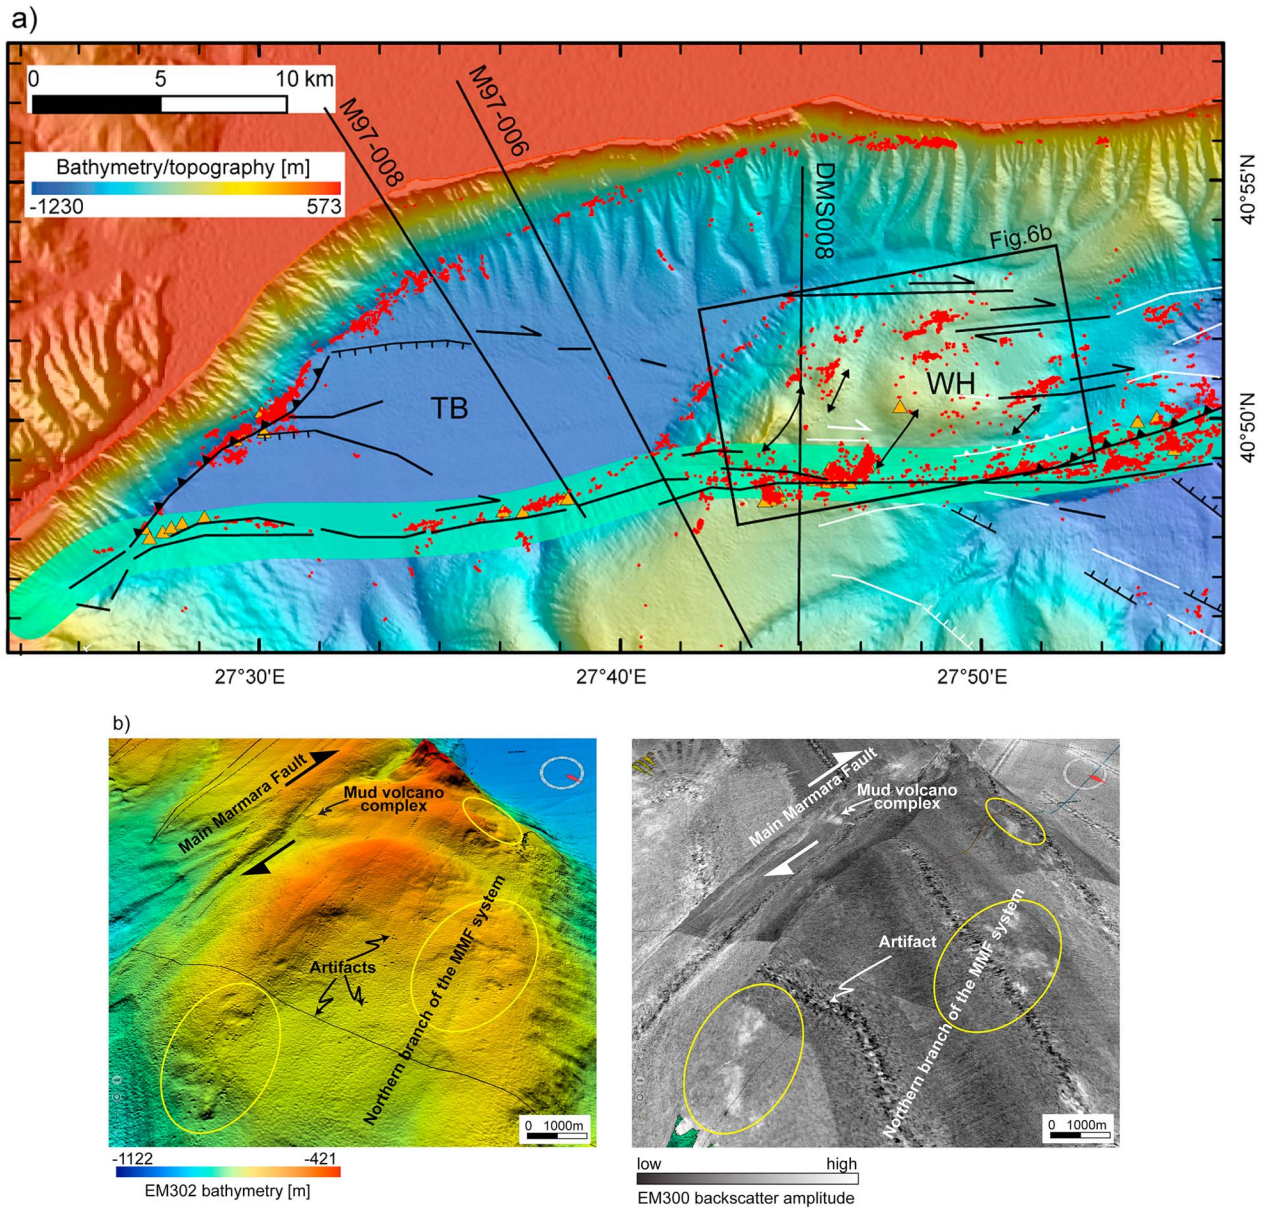 a)
0 5 10 km
Bathymetry/topography [m]
-1230 573
M97-008
M97-006
DMS008
Fig.6b
TB
WH
40°55'N
40°50'N
27°30'E 27°40'E 27°50'E
b)
Main Marmara Fault
Mud volcano
complex
Artifacts
Northern branch of the MMF system
0 1000m
-1122 -421
EM302 bathymetry [m]
Main Marmara Fault
Mud volcano
complex
Artifact
Northern branch of the MMF system
0 1000m
low high
EM300 backscatter amplitude